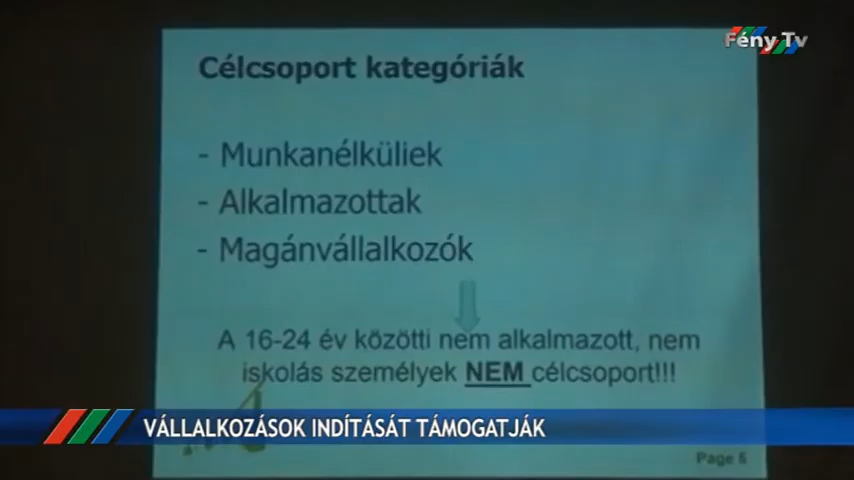 Fény Tv
Célcsoport kategóriák
- Munkanélküliek
- Alkalmazottak
- Magánvállalkozók
A 16-24 év közötti nem alkalmazott, nem
iskolás személyek NEM célcsoport!!!
VÁLLALKOZÁSOK INDÍTÁSÁT TÁMOGATJÁK
Page 6